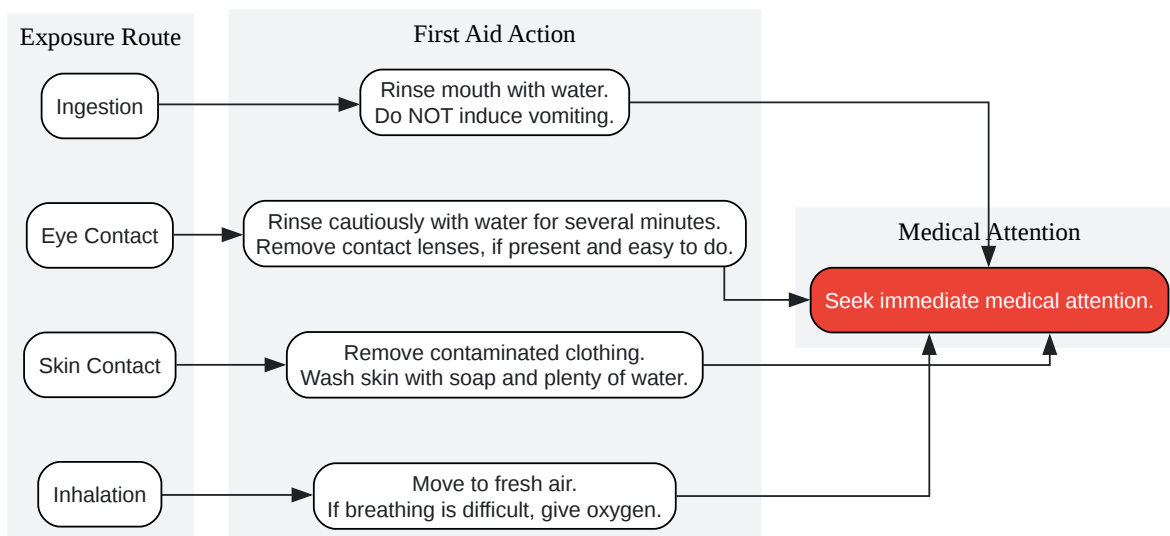 Exposure Route
First Aid Action
Ingestion
Rinse mouth with water.
Do NOT induce vomiting.
Eye Contact
Rinse cautiously with water for several minutes.
Remove contact lenses, if present and easy to do.
Medical Attention
Seek immediate medical attention.
Skin Contact
Remove contaminated clothing.
Wash skin with soap and plenty of water.
Inhalation
Move to fresh air.
If breathing is difficult, give oxygen.